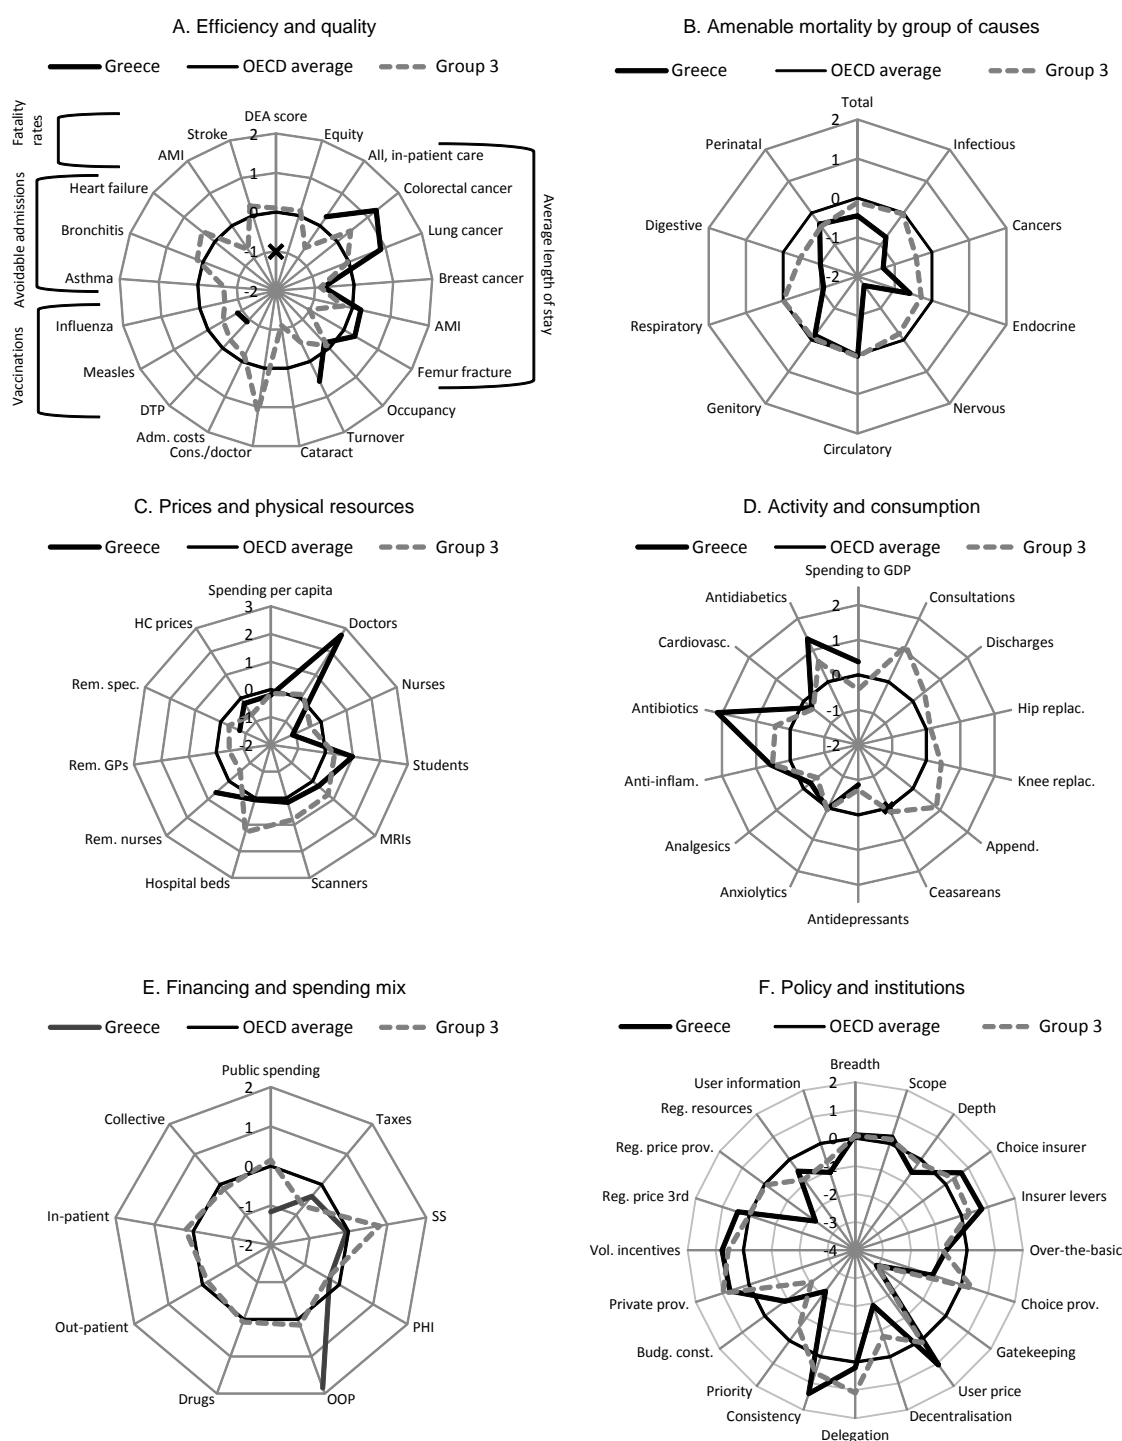 A. Efficiency and quality
Greece
OECD average
Group 3
Fatality rates
Avoidable admissions
Vaccinations
Average length of stay
DEA score
Equity
All, in-patient care
Colorectal cancer
Lung cancer
Breast cancer
AMI
Femur fracture
Occupancy
Turnover
Cataract
Cons./doctor
Adm. costs
DTP
Measles
Influenza
Asthma
Bronchitis
Heart failure
AMI
Stroke
2
1
0
-1
-2
B. Amenable mortality by group of causes
Greece
OECD average
Group 3
Total
Infectious
Cancers
Endocrine
Nervous
Circulatory
Genitory
Respiratory
Digestive
Perinatal
2
1
0
-1
-2
C. Prices and physical resources
Greece
OECD average
Group 3
Spending per capita
Doctors
Nurses
Students
MRIs
Scanners
Hospital beds
Rem. nurses
Rem. GPs
Rem. spec.
HC prices
3
2
1
0
-1
-2
D. Activity and consumption
Greece
OECD average
Group 3
Spending to GDP
Consultations
Discharges
Hip replac.
Knee replac.
Append.
Ceasareans
Antidepressants
Anxiolytics
Analgesics
Anti-inflam.
Antibiotics
Cardiovasc.
Antidiabetics
2
1
0
-1
-2
E. Financing and spending mix
Greece
OECD average
Group 3
Public spending
Taxes
SS
PHI
OOP
Drugs
Out-patient
In-patient
Collective
2
1
0
-1
-2
F. Policy and institutions
Greece
OECD average
Group 3
Breadth
Scope
Depth
Choice insurer
Insurer levers
Over-the-basic
Choice prov.
Gatekeeping
User price
Decentralisation
Delegation
Consistency
Priority
Budg. const.
Private prov.
Vol. incentives
Reg. price 3rd
Reg. price prov.
Reg. resources
User information
2
1
0
-1
-2
-3
-4